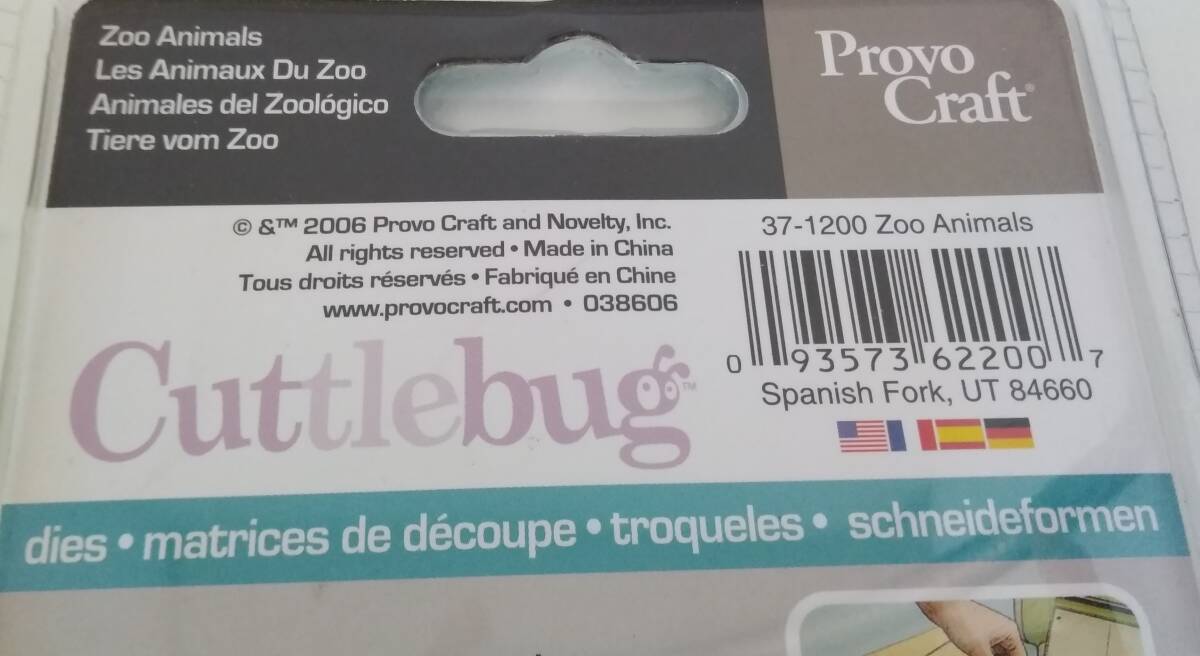 Zoo Animals
Les Animaux Du Zoo
Animales del Zoológico
Tiere vom Zoo
Provo
Craft®
© &™ 2006 Provo Craft and Novelty, Inc.
All rights reserved • Made in China
Tous droits réservés • Fabriqué en Chine
www.provocraft.com • 038606
37-1200 Zoo Animals
0 93573 62200 7
Spanish Fork, UT 84660
Cuttlebug™
dies • matrices de découpe • troqueles • schneideformen